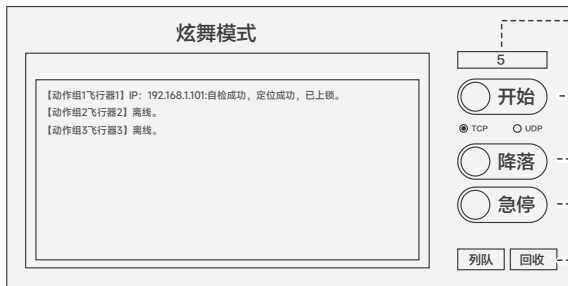 炫舞模式
【动作组1飞行器1】IP：192.168.1.101:自检成功，定位成功，已上锁。
【动作组2飞行器2】离线。
【动作组3飞行器3】离线。
5
开始
TCP UDP
降落
急停
列队 回收